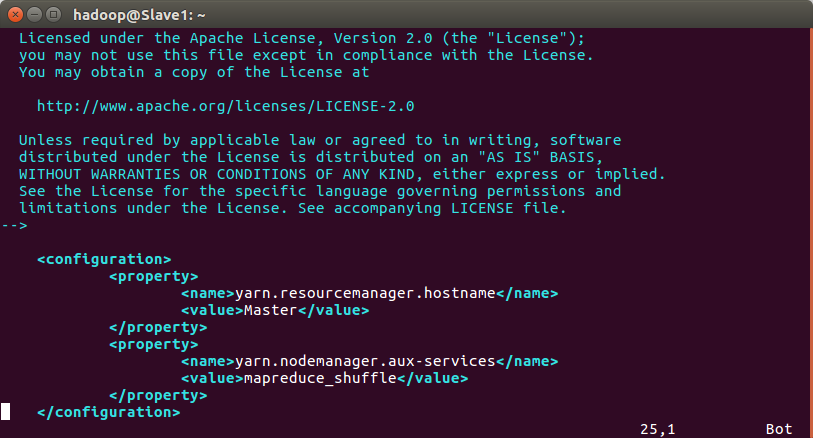 hadoop@Slave1: ~
Licensed under the Apache License, Version 2.0 (the "License");
you may not use this file except in compliance with the License.
You may obtain a copy of the License at
http://www.apache.org/licenses/LICENSE-2.0
Unless required by applicable law or agreed to in writing, software
distributed under the License is distributed on an "AS IS" BASIS,
WITHOUT WARRANTIES OR CONDITIONS OF ANY KIND, either express or implied.
See the License for the specific language governing permissions and
limitations under the License. See accompanying LICENSE file.
-->
<configuration>
<property>
<name>yarn.resourcemanager.hostname</name>
<value>Master</value>
</property>
<property>
<name>yarn.nodemanager.aux-services</name>
<value>mapreduce_shuffle</value>
</property>
</configuration>
25,1 Bot